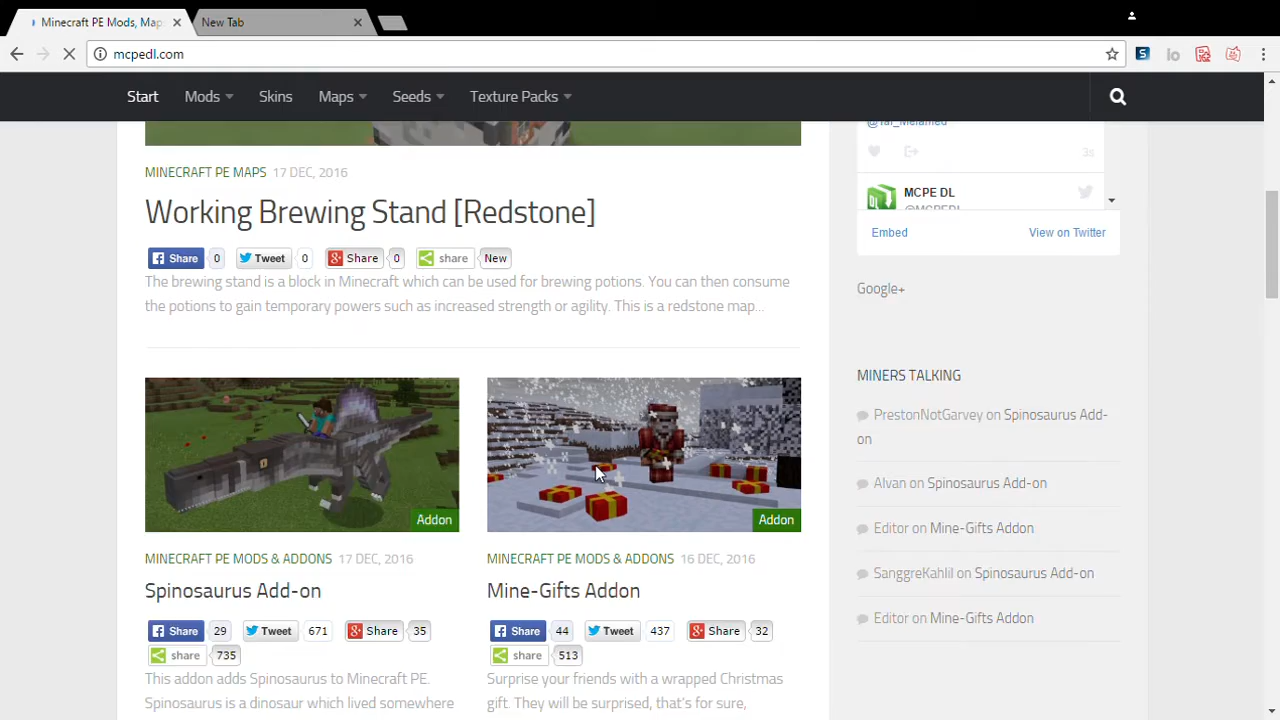 Minecraft PE Mods, Map
New Tab
mcpedl.com
Start
Mods
Skins
Maps
Seeds
Texture Packs
MINECRAFT PE MAPS 17 DEC, 2016
Working Brewing Stand [Redstone]
Share 0 Tweet 0 Share 0 share New
The brewing stand is a block in Minecraft which can be used for brewing potions. You can then consume
the potions to gain temporary powers such as increased strength or agility. This is a redstone map...
Addon
MINECRAFT PE MODS & ADDONS 17 DEC, 2016
Spinosaurus Add-on
Share 29 Tweet 671 Share 35
share 735
This addon adds Spinosaurus to Minecraft PE.
Spinosaurus is a dinosaur which lived somewhere
Addon
MINECRAFT PE MODS & ADDONS 16 DEC, 2016
Mine-Gifts Addon
Share 44 Tweet 437 Share 32
share 513
Surprise your friends with a wrapped Christmas
gift. They will be surprised, that's for sure,
3s
MCPE DL
@MCPEDL
Embed
View on Twitter
Google+
MINERS TALKING
PrestonNotGarvey on Spinosaurus Add-
on
Alvan on Spinosaurus Add-on
Editor on Mine-Gifts Addon
SanggreKahlil on Spinosaurus Add-on
Editor on Mine-Gifts Addon